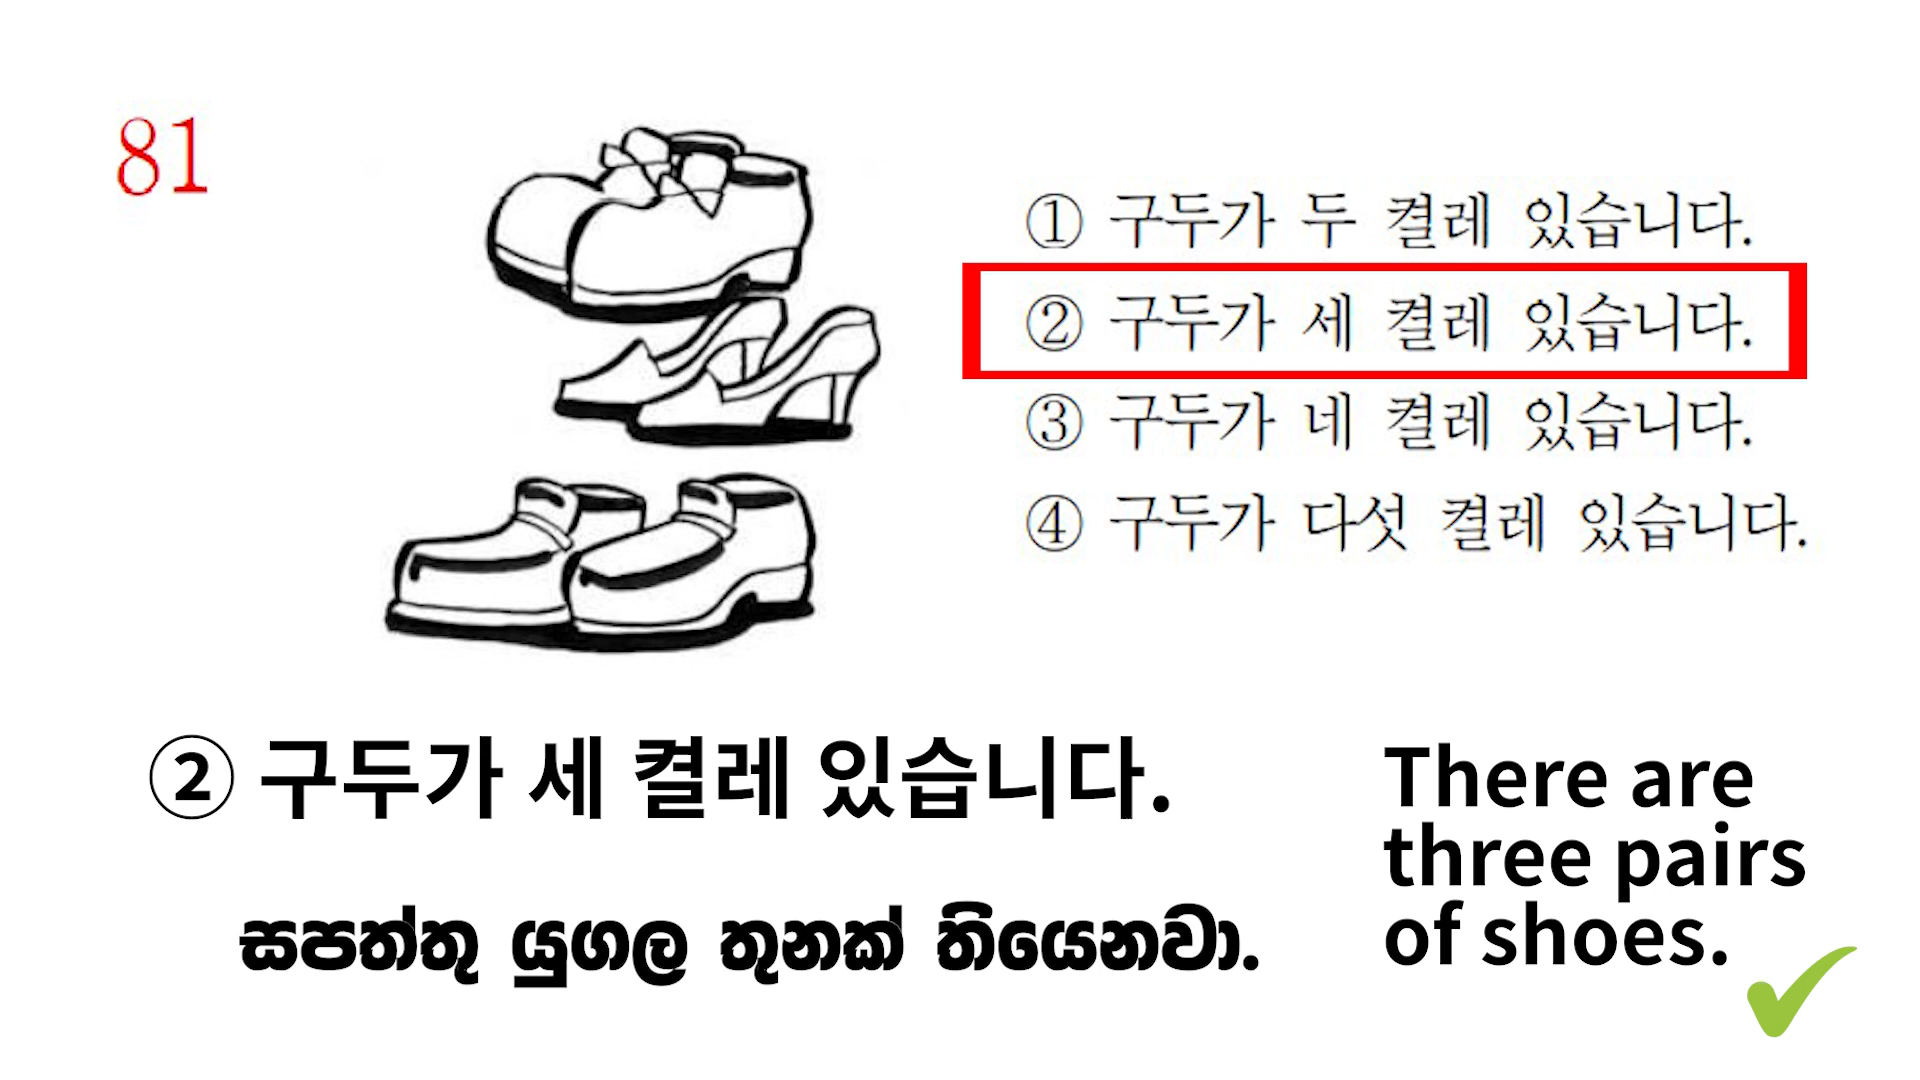 81
① 구두가 두 켤레 있습니다.
② 구두가 세 켤레 있습니다.
③ 구두가 네 켤레 있습니다.
④ 구두가 다섯 켤레 있습니다.
② 구두가 세 켤레 있습니다.
සපත්තු යුගල තුනක් තියෙනවා.
There are
three pairs
of shoes.